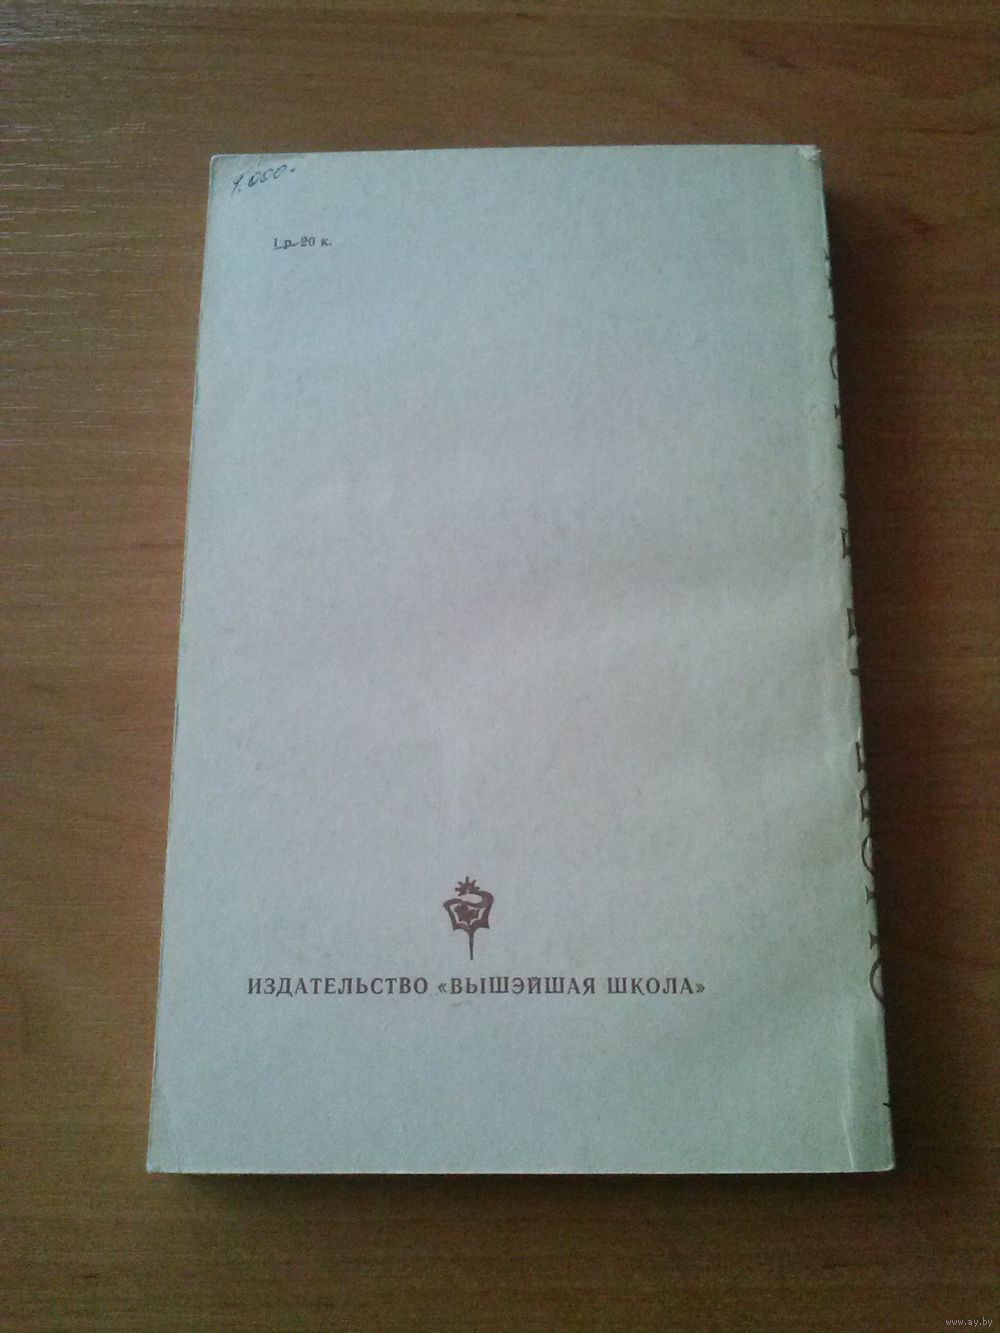 1.000.
1 р. 20 к.
ИЗДАТЕЛЬСТВО «ВЫШЭЙШАЯ ШКОЛА»
www.ay.by